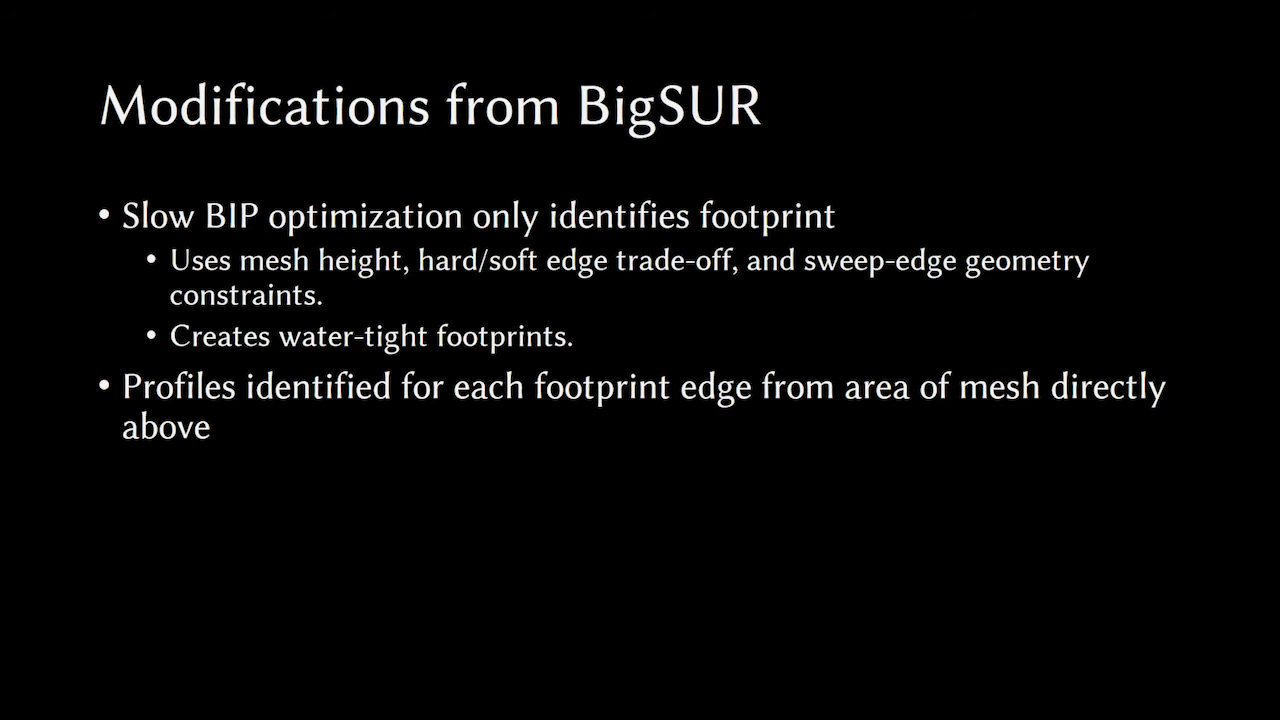 Modifications from BigSUR
• Slow BIP optimization only identifies footprint
• Uses mesh height, hard/soft edge trade-off, and sweep-edge geometry
constraints.
• Creates water-tight footprints.
• Profiles identified for each footprint edge from area of mesh directly
above